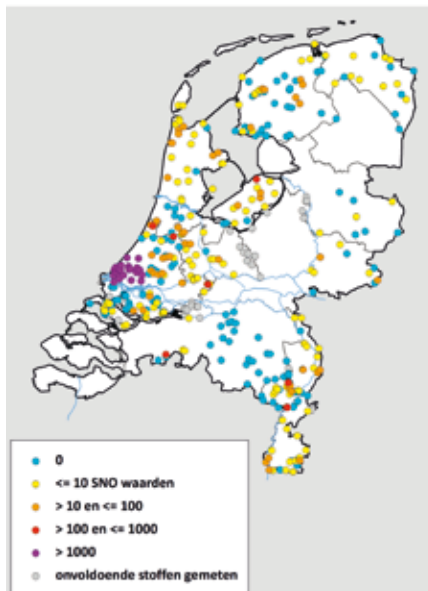 0
<= 10 SNO waarden
> 10 en <= 100
> 100 en <= 1000
> 1000
onvoldoende stoffen gemeten